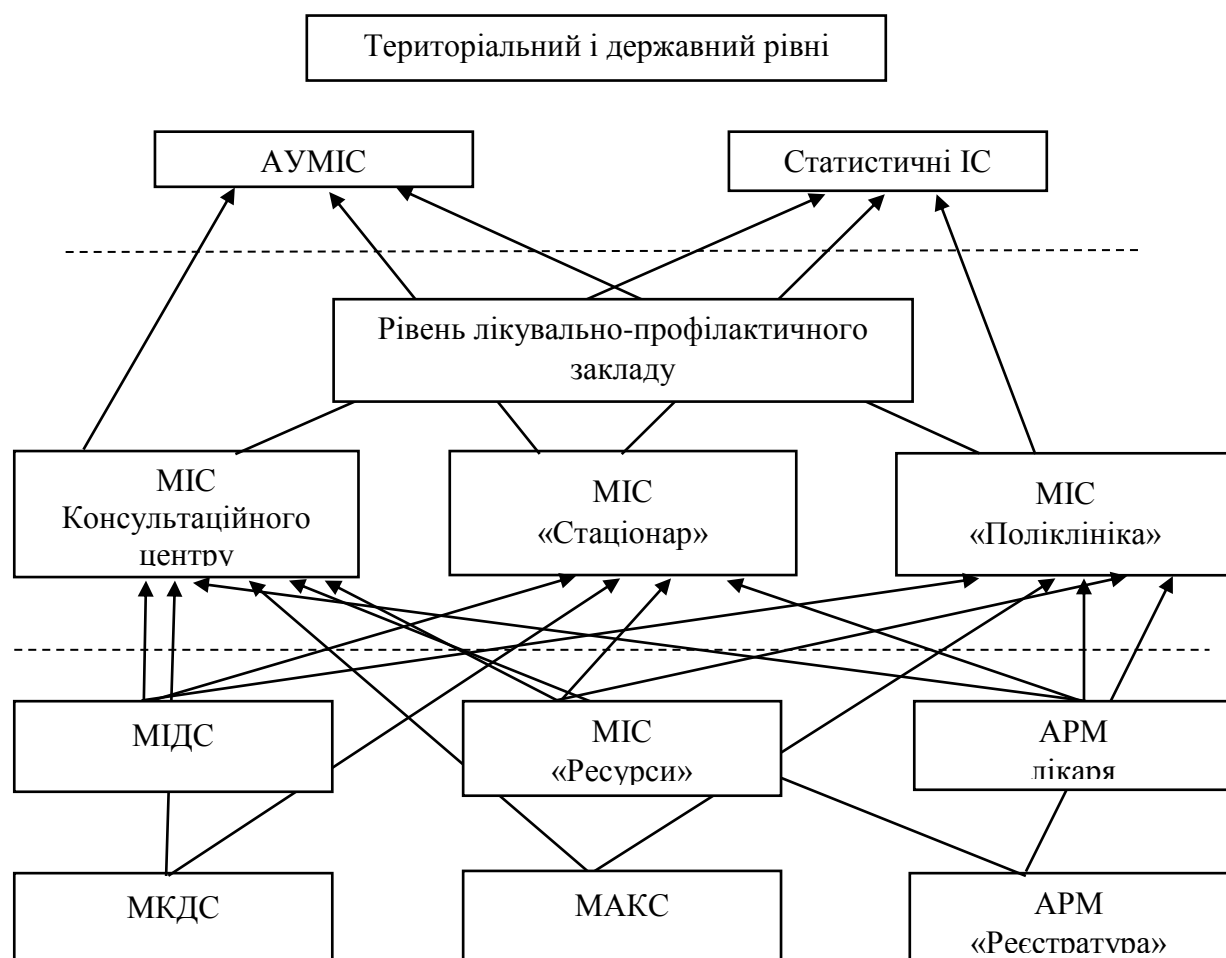 Територіальний і державний рівні
АУМІС
Статистичні ІС
Рівень лікувально-профілактичного
закладу
МІС
Консультаційного
центру
МІС
«Стаціонар»
МІС
«Поліклініка»
МІДС
МІС
«Ресурси»
АРМ
лікаря
МКДС
МАКС
АРМ
«Реєстратура»